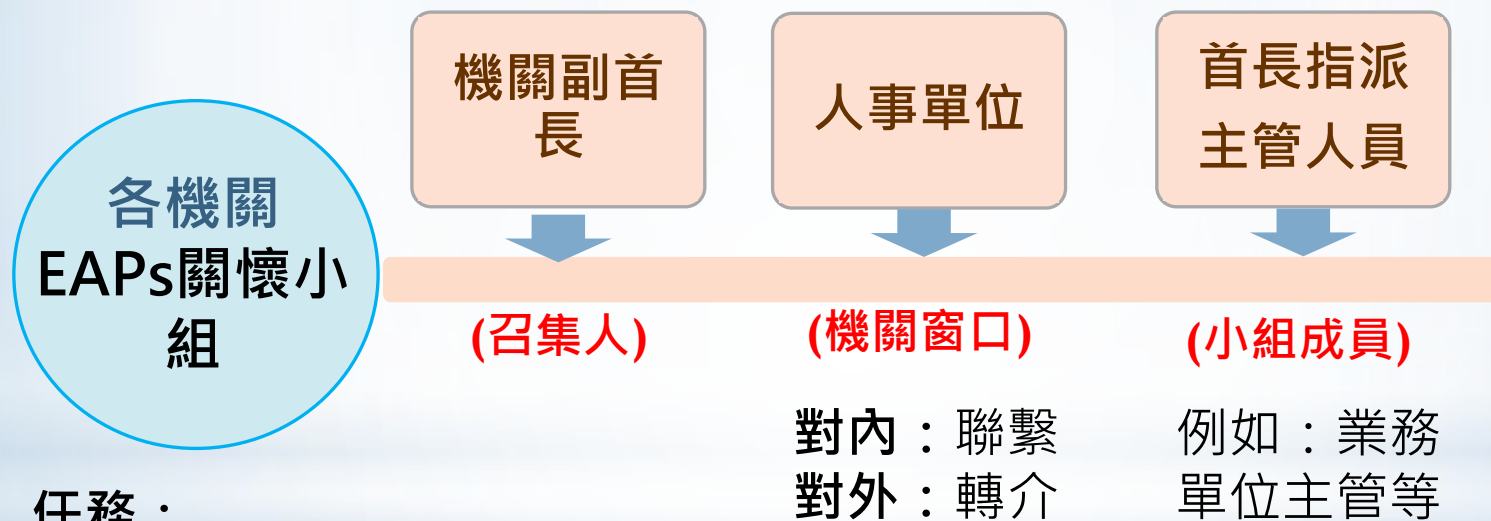 機關副首
長
人事單位
首長指派
主管人員
各機關
EAPs關懷小
組
(召集人)
(機關窗口)
(小組成員)
對內：聯繫
對外：轉介
例如：業務
單位主管等
任務：